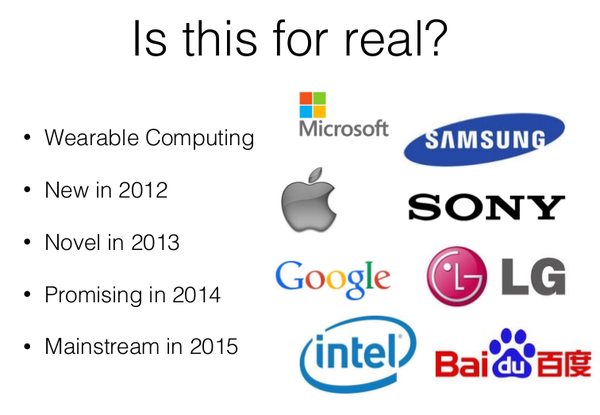 Is this for real?
• Wearable Computing
• New in 2012
• Novel in 2013
• Promising in 2014
• Mainstream in 2015
Microsoft
SAMSUNG
SONY
Google
LG
intel
Baidu百度